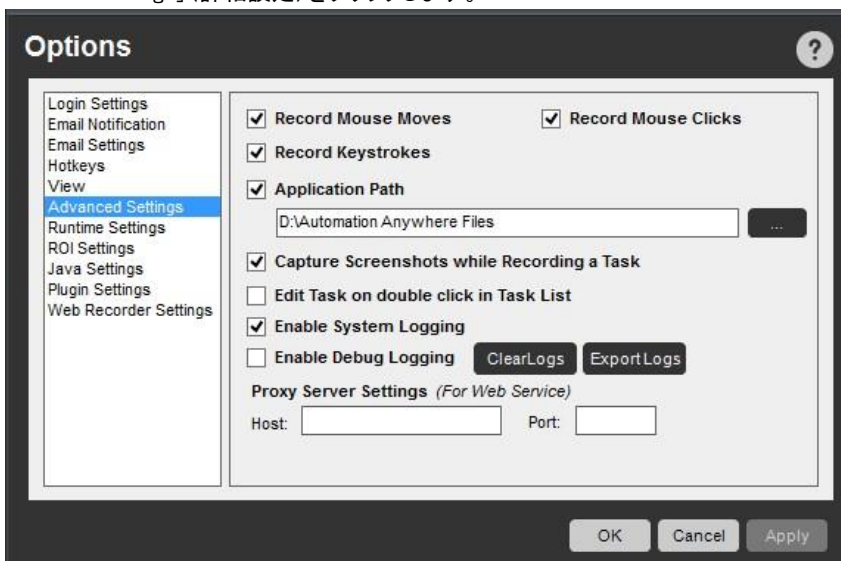 Options
?
Login Settings
Email Notification
Email Settings
Hotkeys
View
Advanced Settings
Runtime Settings
ROI Settings
Java Settings
Plugin Settings
Web Recorder Settings
Record Mouse Moves Record Mouse Clicks
Record Keystrokes
Application Path
D:\Automation Anywhere Files ...
Capture Screenshots while Recording a Task
Edit Task on double click in Task List
Enable System Logging
Enable Debug Logging ClearLogs ExportLogs
Proxy Server Settings (For Web Service)
Host: Port:
OK Cancel Apply